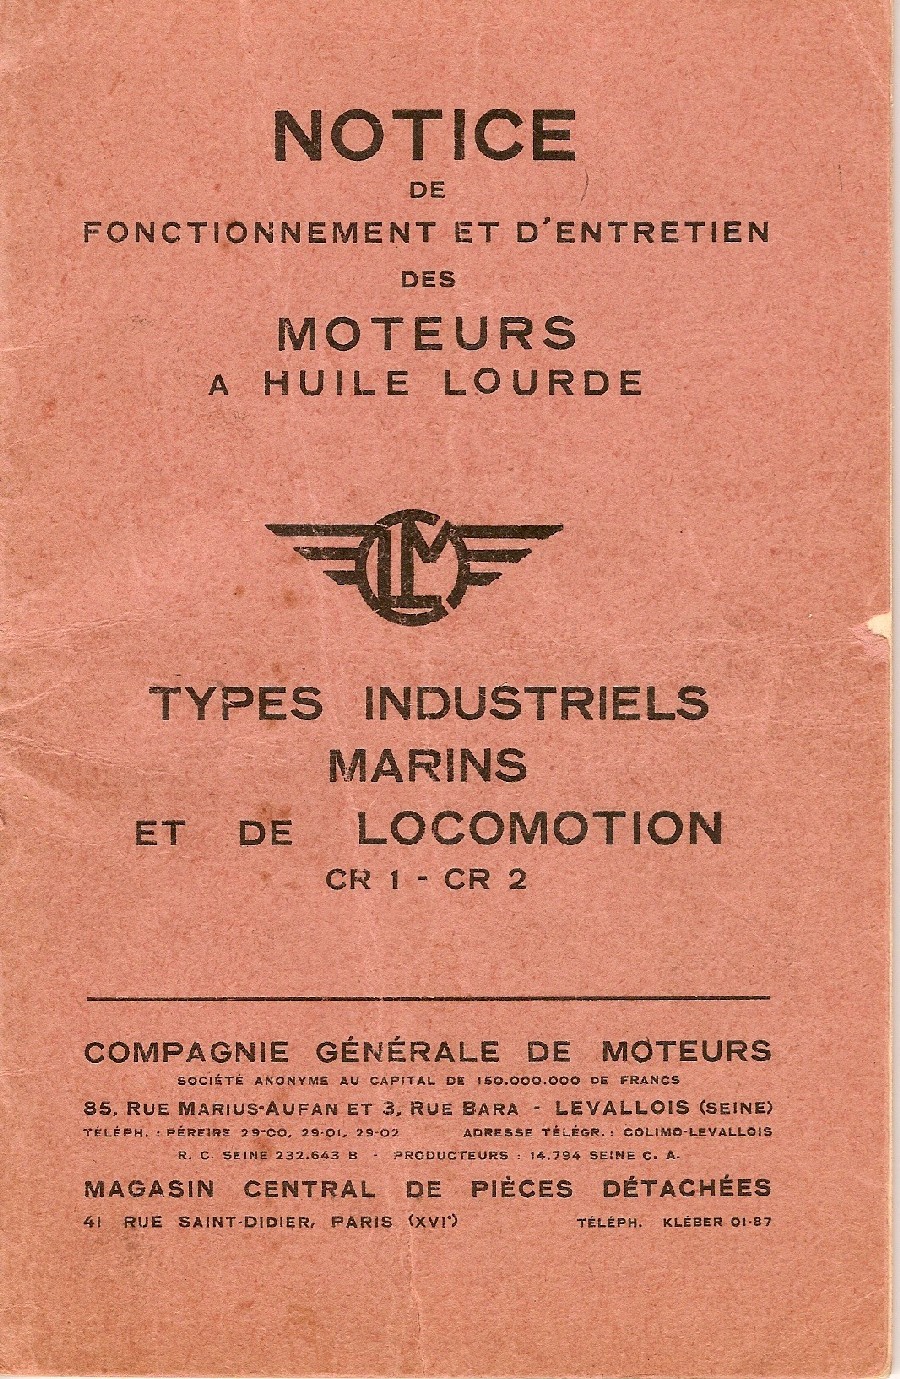 NOTICE
DE
FONCTIONNEMENT ET D'ENTRETIEN
DES
MOTEURS
A HUILE LOURDE
CLM
TYPES INDUSTRIELS
MARINS
ET DE LOCOMOTION
CR 1 - CR 2
COMPAGNIE GÉNÉRALE DE MOTEURS
SOCIÉTÉ ANONYME AU CAPITAL DE 150.000.000 DE FRANCS
85, RUE MARIUS-AUFAN ET 3, RUE BARA - LEVALLOIS (SEINE)
TÉLÉPH. : PÉREIRE 29-00, 29-01, 29-02 ADRESSE TÉLÉGR. : COLIMO-LEVALLOIS
R. C. SEINE 232.643 B - PRODUCTEURS : 14.794 SEINE C. A.
MAGASIN CENTRAL DE PIÈCES DÉTACHÉES
41 RUE SAINT-DIDIER, PARIS (XVIᵉ) TÉLÉPH. KLÉBER 01-87